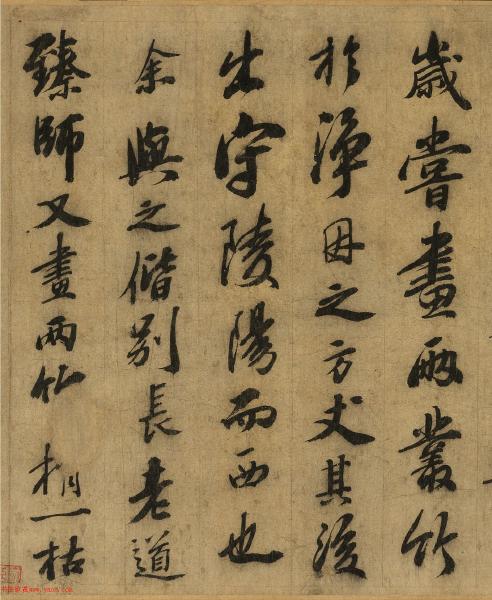 歲嘗畫兩叢竹
於淨因之方丈其後
出守陵陽而西也
余與之偕別長老道
臻師又畫兩竹梢一枯